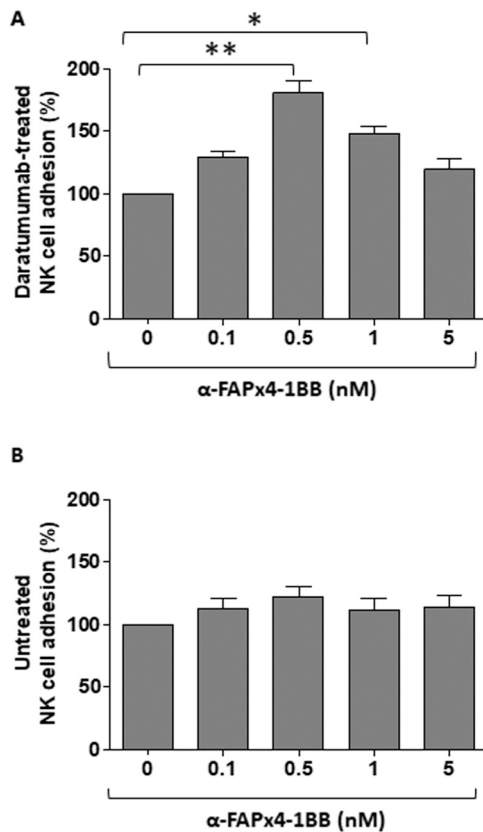 A
*
**
Daratumumab-treated
NK cell adhesion (%)
200
150
100
50
0
0 0.1 0.5 1 5
α-FAPx4-1BB (nM)
B
Untreated
NK cell adhesion (%)
200
150
100
50
0
0 0.1 0.5 1 5
α-FAPx4-1BB (nM)